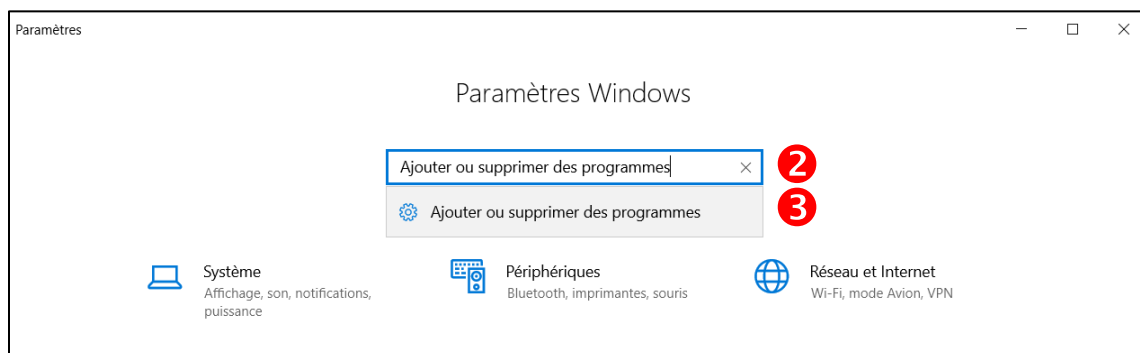 Paramètres
Paramètres Windows
Ajouter ou supprimer des programmes
2
Ajouter ou supprimer des programmes
3
Système
Affichage, son, notifications,
puissance
Périphériques
Bluetooth, imprimantes, souris
Réseau et Internet
Wi-Fi, mode Avion, VPN